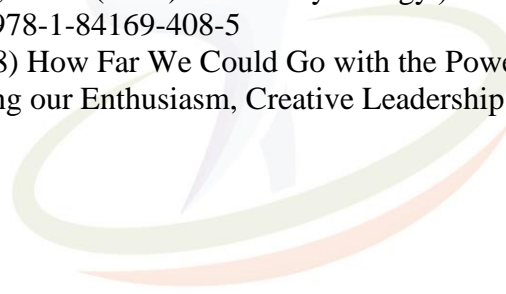 978-1-84169-408-5
8) How Far We Could Go with the Powe
ng our Enthusiasm, Creative Leadership